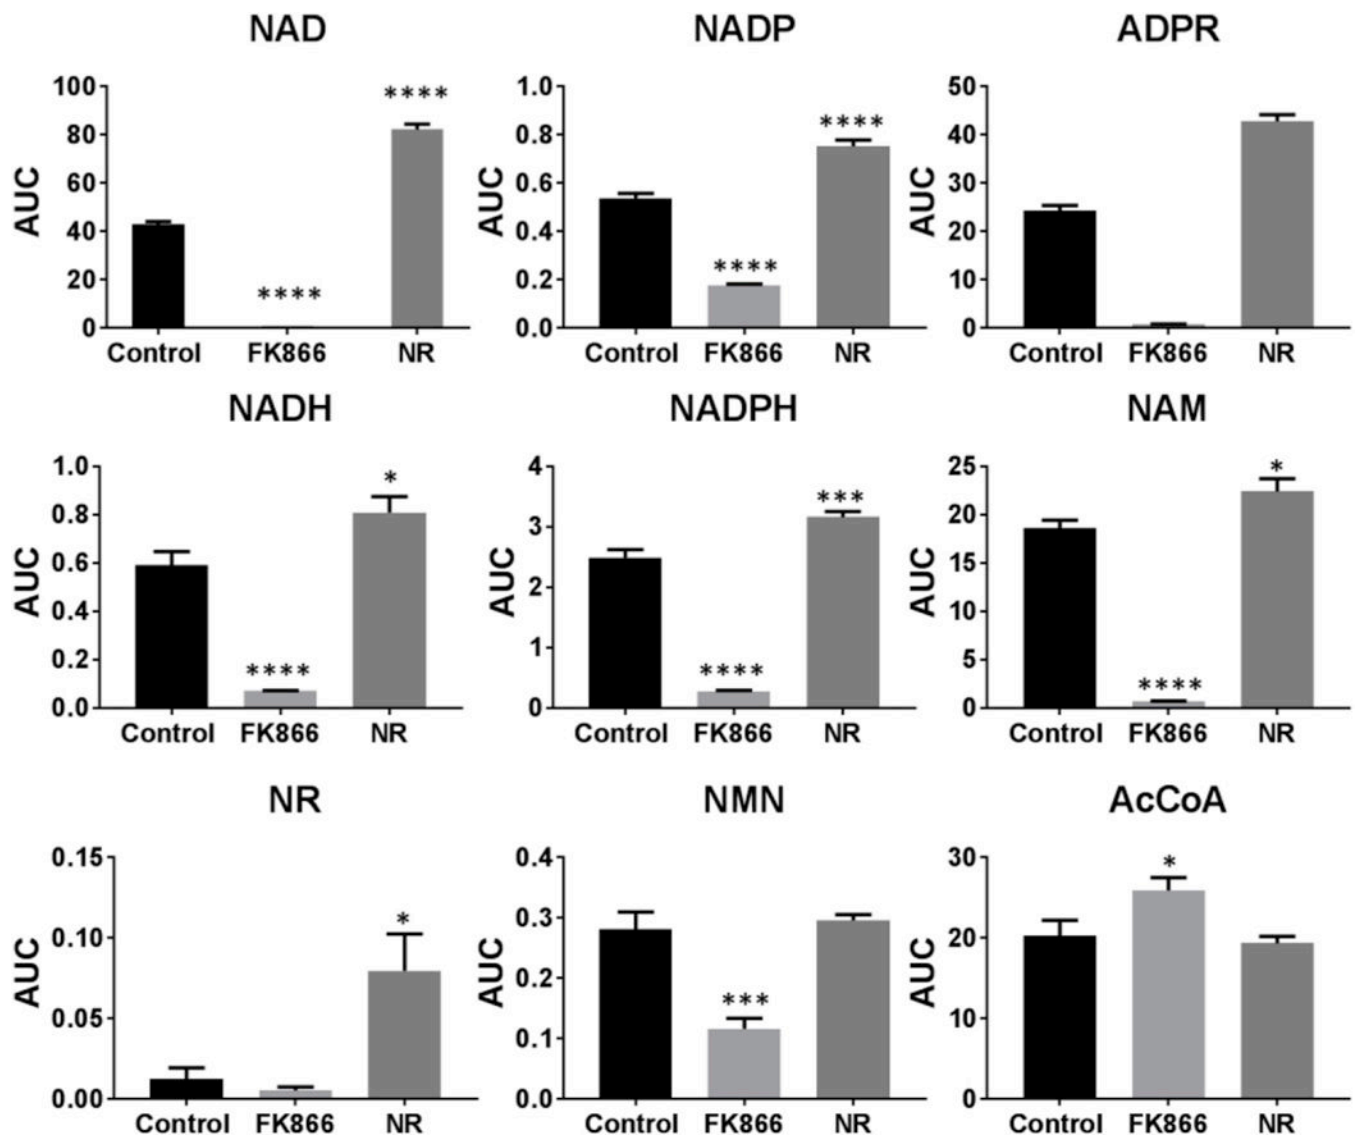 NAD
NADP
ADPR
AUC
100
80
60
40
20
0
****
****
Control FK866 NR
AUC
1.0
0.8
0.6
0.4
0.2
0.0
****
****
Control FK866 NR
AUC
50
40
30
20
10
0
Control FK866 NR
NADH
NADPH
NAM
AUC
1.0
0.8
0.6
0.4
0.2
0.0
****
*
Control FK866 NR
AUC
4
3
2
1
0
****
***
Control FK866 NR
AUC
25
20
15
10
5
0
****
*
Control FK866 NR
NR
NMN
AcCoA
AUC
0.15
0.10
0.05
0.00
*
Control FK866 NR
AUC
0.4
0.3
0.2
0.1
0.0
***
Control FK866 NR
AUC
30
20
10
0
*
Control FK866 NR